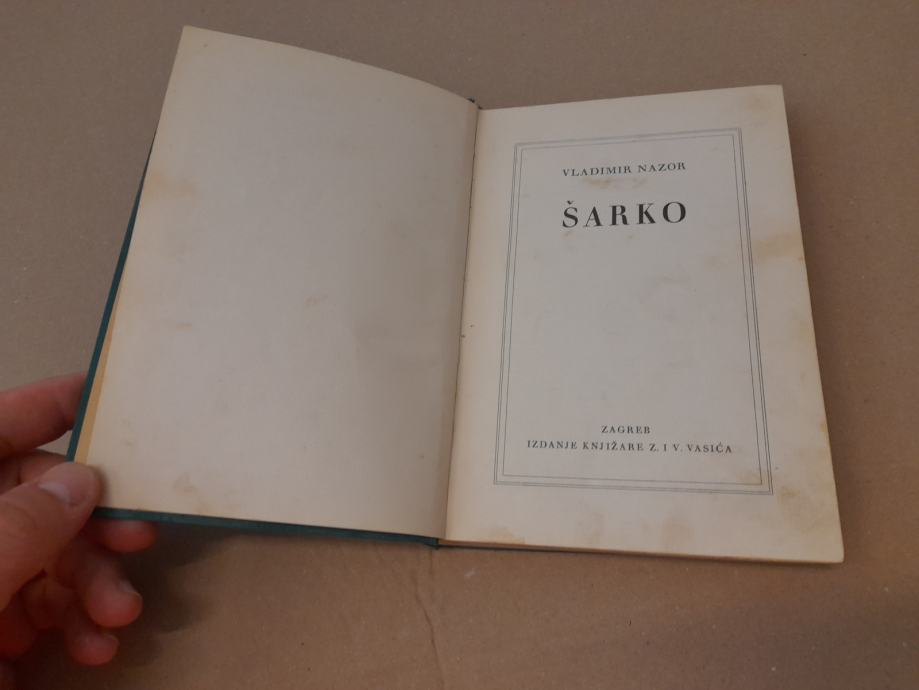 VLADIMIR NAZOR
ŠARKO
ZAGREB
IZDANJE KNJIŽARE Z. I V. VASIĆA